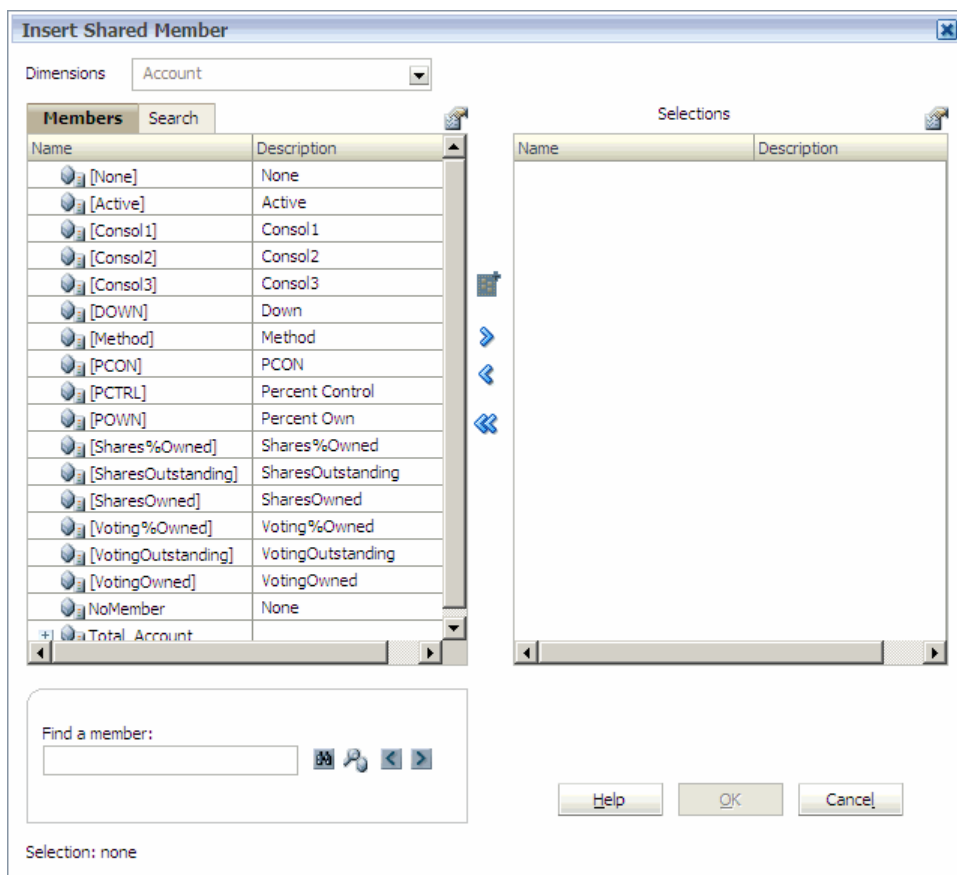 Insert Shared Member
Dimensions Account
Members Search
Selections
Name Description
Name Description
[None] None
[Active] Active
[Consol1] Consol1
[Consol2] Consol2
[Consol3] Consol3
[DOWN] Down
[Method] Method
[PCON] PCON
[PCTRL] Percent Control
[POWN] Percent Own
[Shares%Owned] Shares%Owned
[SharesOutstanding] SharesOutstanding
[SharesOwned] SharesOwned
[Voting%Owned] Voting%Owned
[VotingOutstanding] VotingOutstanding
[VotingOwned] VotingOwned
NoMember None
Total_Account
Find a member:
Help OK Cancel
Selection: none